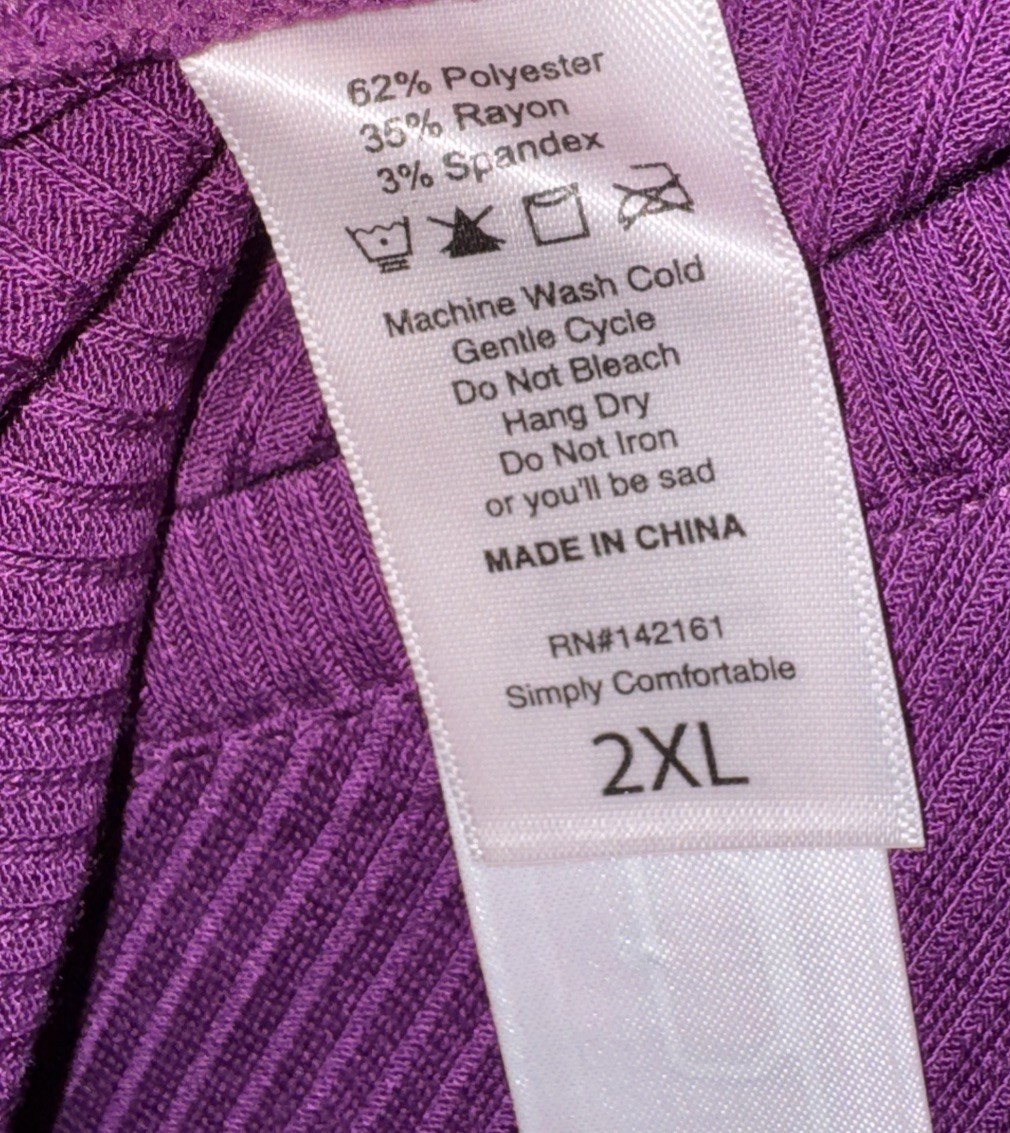 62% Polyester
35% Rayon
3% Spandex
Machine Wash Cold
Gentle Cycle
Do Not Bleach
Hang Dry
Do Not Iron
or you'll be sad
MADE IN CHINA
RN#142161
Simply Comfortable
2XL